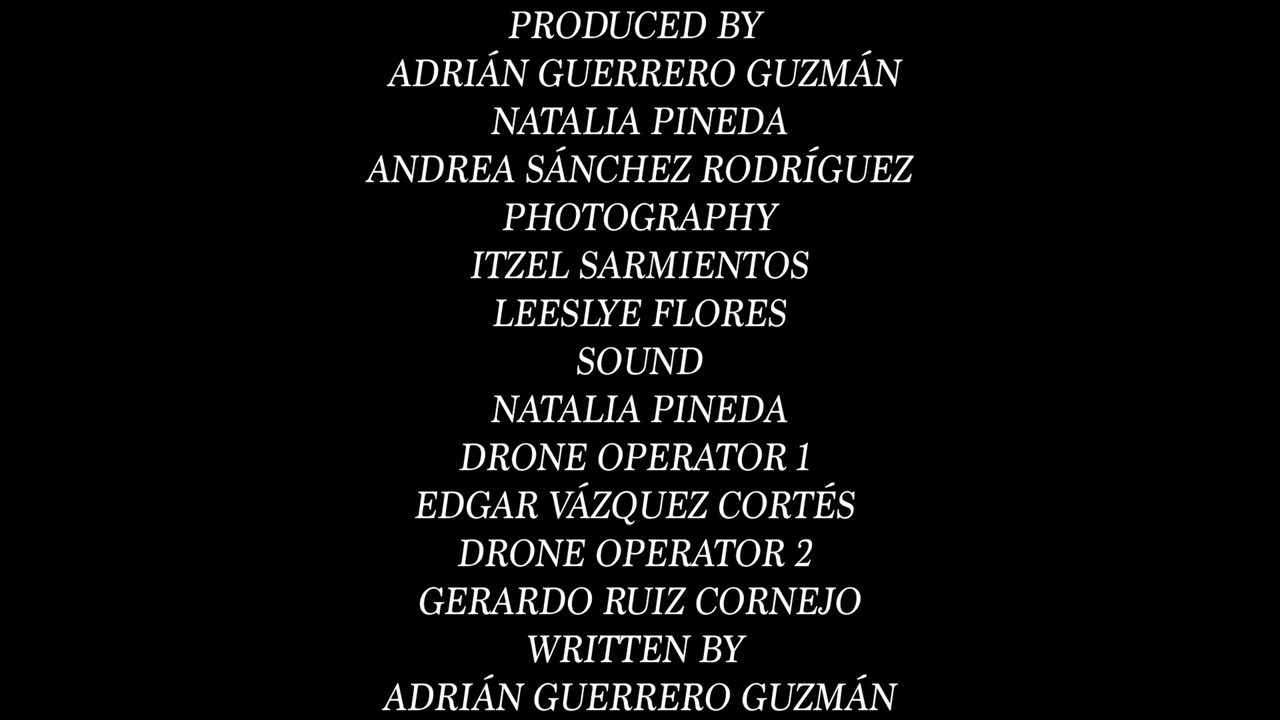 PRODUCED BY
ADRIÁN GUERRERO GUZMÁN
NATALIA PINEDA
ANDREA SÁNCHEZ RODRÍGUEZ
PHOTOGRAPHY
ITZEL SARMIENTOS
LEESLYE FLORES
SOUND
NATALIA PINEDA
DRONE OPERATOR 1
EDGAR VÁZQUEZ CORTÉS
DRONE OPERATOR 2
GERARDO RUIZ CORNEJO
WRITTEN BY
ADRIÁN GUERRERO GUZMÁN